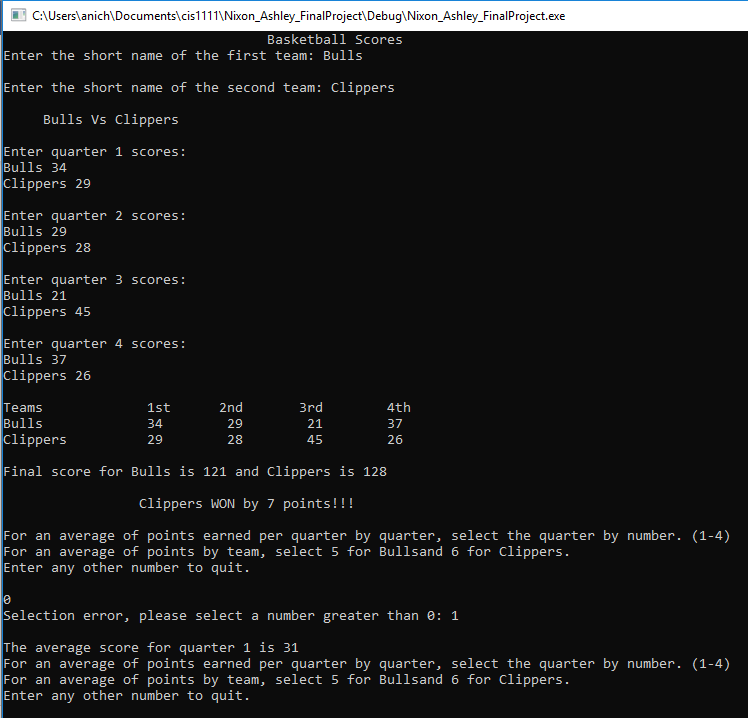 C:\Users\anich\Documents\cis1111\Nixon_Ashley_FinalProject\Debug\Nixon_Ashley_FinalProject.exe
Basketball Scores
Enter the short name of the first team: Bulls
Enter the short name of the second team: Clippers
Bulls Vs Clippers
Enter quarter 1 scores:
Bulls 34
Clippers 29
Enter quarter 2 scores:
Bulls 29
Clippers 28
Enter quarter 3 scores:
Bulls 21
Clippers 45
Enter quarter 4 scores:
Bulls 37
Clippers 26
Teams 1st 2nd 3rd 4th
Bulls 34 29 21 37
Clippers 29 28 45 26
Final score for Bulls is 121 and Clippers is 128
Clippers WON by 7 points!!!
For an average of points earned per quarter by quarter, select the quarter by number. (1-4)
For an average of points by team, select 5 for Bullsand 6 for Clippers.
Enter any other number to quit.
0
Selection error, please select a number greater than 0: 1
The average score for quarter 1 is 31
For an average of points earned per quarter by quarter, select the quarter by number. (1-4)
For an average of points by team, select 5 for Bullsand 6 for Clippers.
Enter any other number to quit.